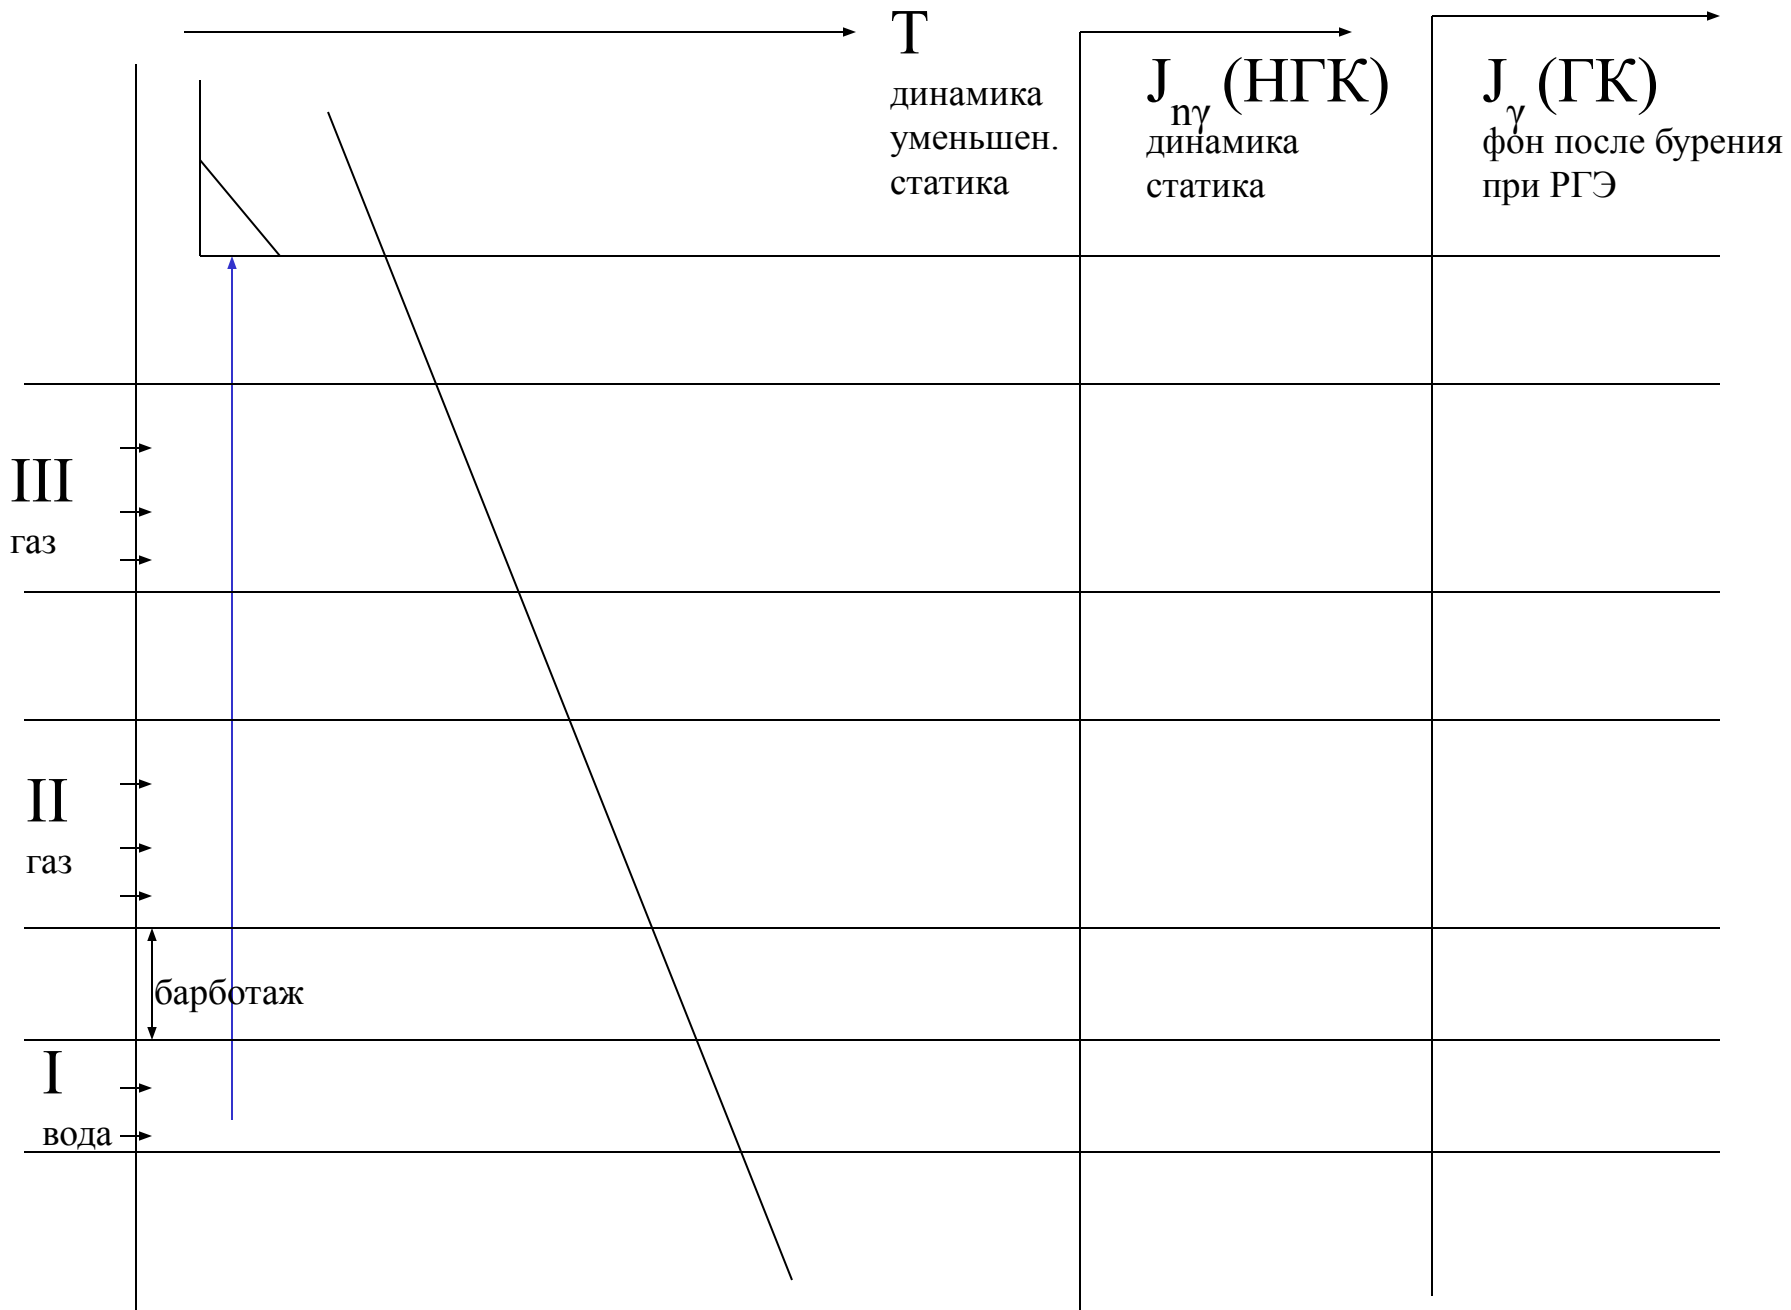 T
динамика
уменьшен.
статика
Jnγ (НГК)
динамика
статика
Jγ (ГК)
фон после бурения
при РГЭ
III
газ
II
газ
барботаж
I
вода